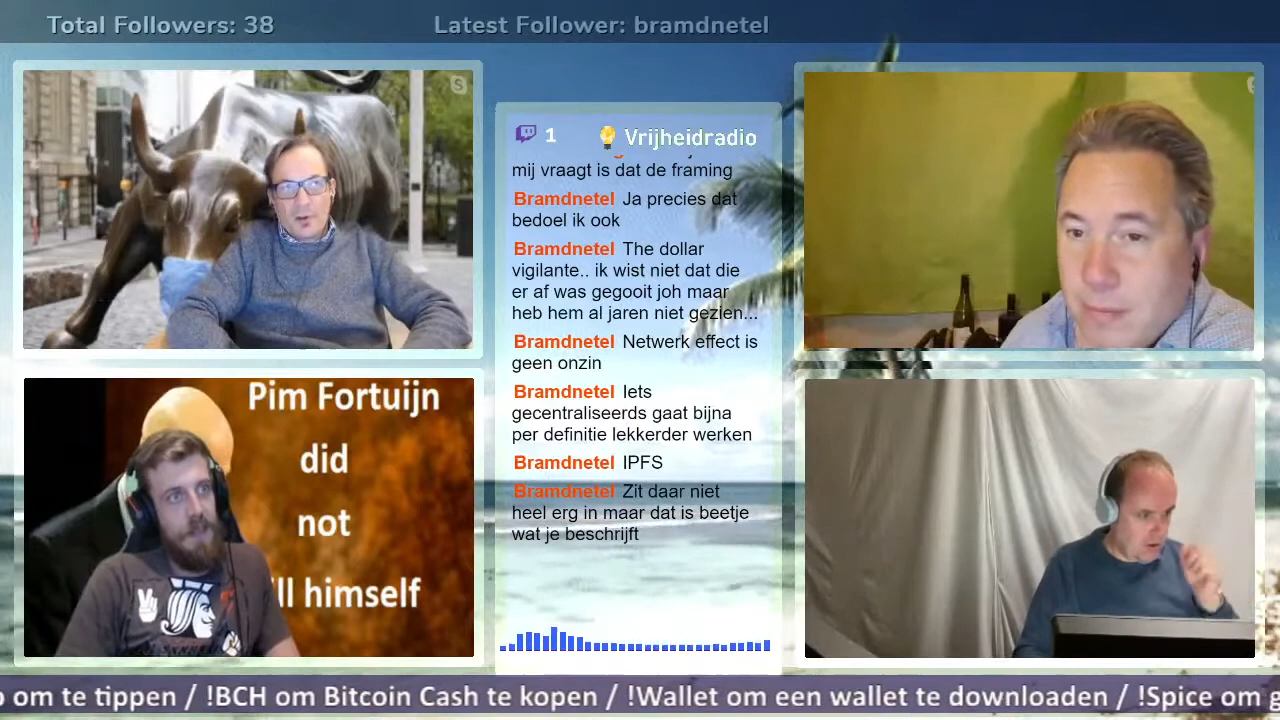 Total Followers: 38
Latest Follower: bramdnetel
1
Vrijheidradio
mij vraagt is dat de framing
Bramdnetel Ja precies dat
bedoel ik ook
Bramdnetel The dollar
vigilante.. ik wist niet dat die
er af was gegooit joh maar
heb hem al jaren niet gezien...
Bramdnetel Netwerk effect is
geen onzin
Bramdnetel Iets
gecentraliseerds gaat bijna
per definitie lekkerder werken
Bramdnetel IPFS
Bramdnetel Zit daar niet
heel erg in maar dat is beetje
wat je beschrijft
Pim Fortuijn
did
not
ll himself
o om te tippen / !BCH om Bitcoin Cash te kopen / !Wallet om een wallet te downloaden / !Spice om g